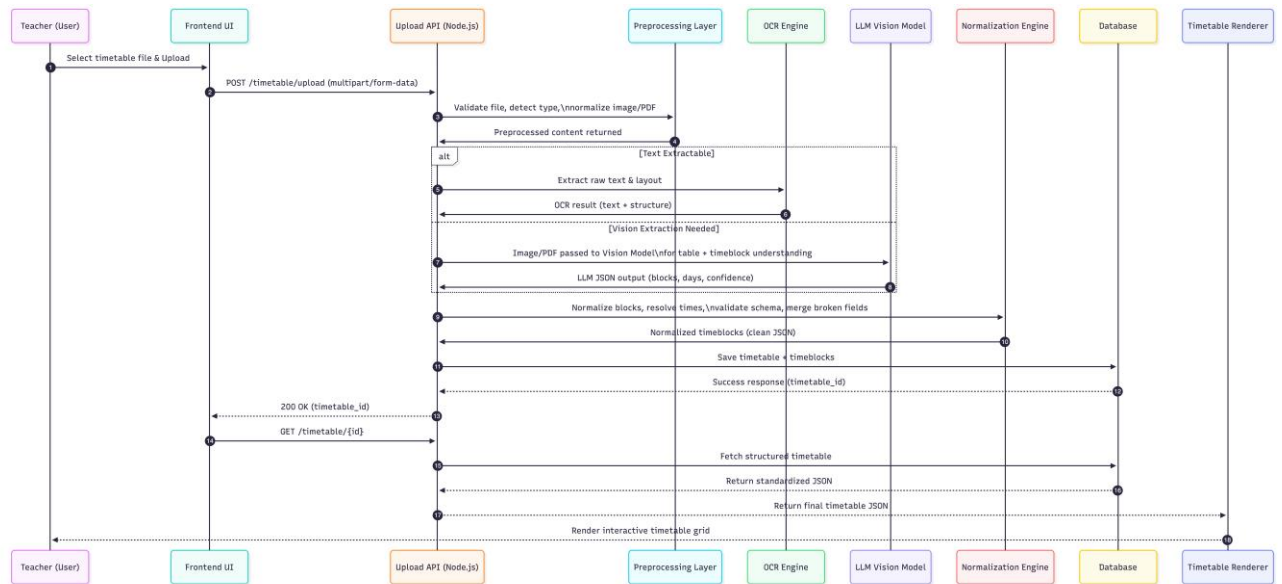 Teacher (User)
Frontend UI
Upload API (Node.js)
Preprocessing Layer
OCR Engine
LLM Vision Model
Normalization Engine
Database
Timetable Renderer
Select timetable file & Upload
1
POST /timetable/upload (multipart/form-data)
2
Validate file, detect type,\nnormalize image/PDF
3
Preprocessed content returned
4
alt
[Text Extractable]
Extract raw text & layout
5
OCR result (text + structure)
6
[Vision Extraction Needed]
Image/PDF passed to Vision Model\nfor table + timeblock understanding
7
LLM JSON output (blocks, days, confidence)
8
Normalize blocks, resolve times,\nvalidate schema, merge broken fields
9
Normalized timeblocks (clean JSON)
10
Save timetable + timeblocks
11
Success response (timetable_id)
12
200 OK (timetable_id)
13
GET /timetable/{id}
14
Fetch structured timetable
15
Return standardized JSON
16
Return final timetable JSON
17
Render interactive timetable grid
18
Teacher (User)
Frontend UI
Upload API (Node.js)
Preprocessing Layer
OCR Engine
LLM Vision Model
Normalization Engine
Database
Timetable Renderer